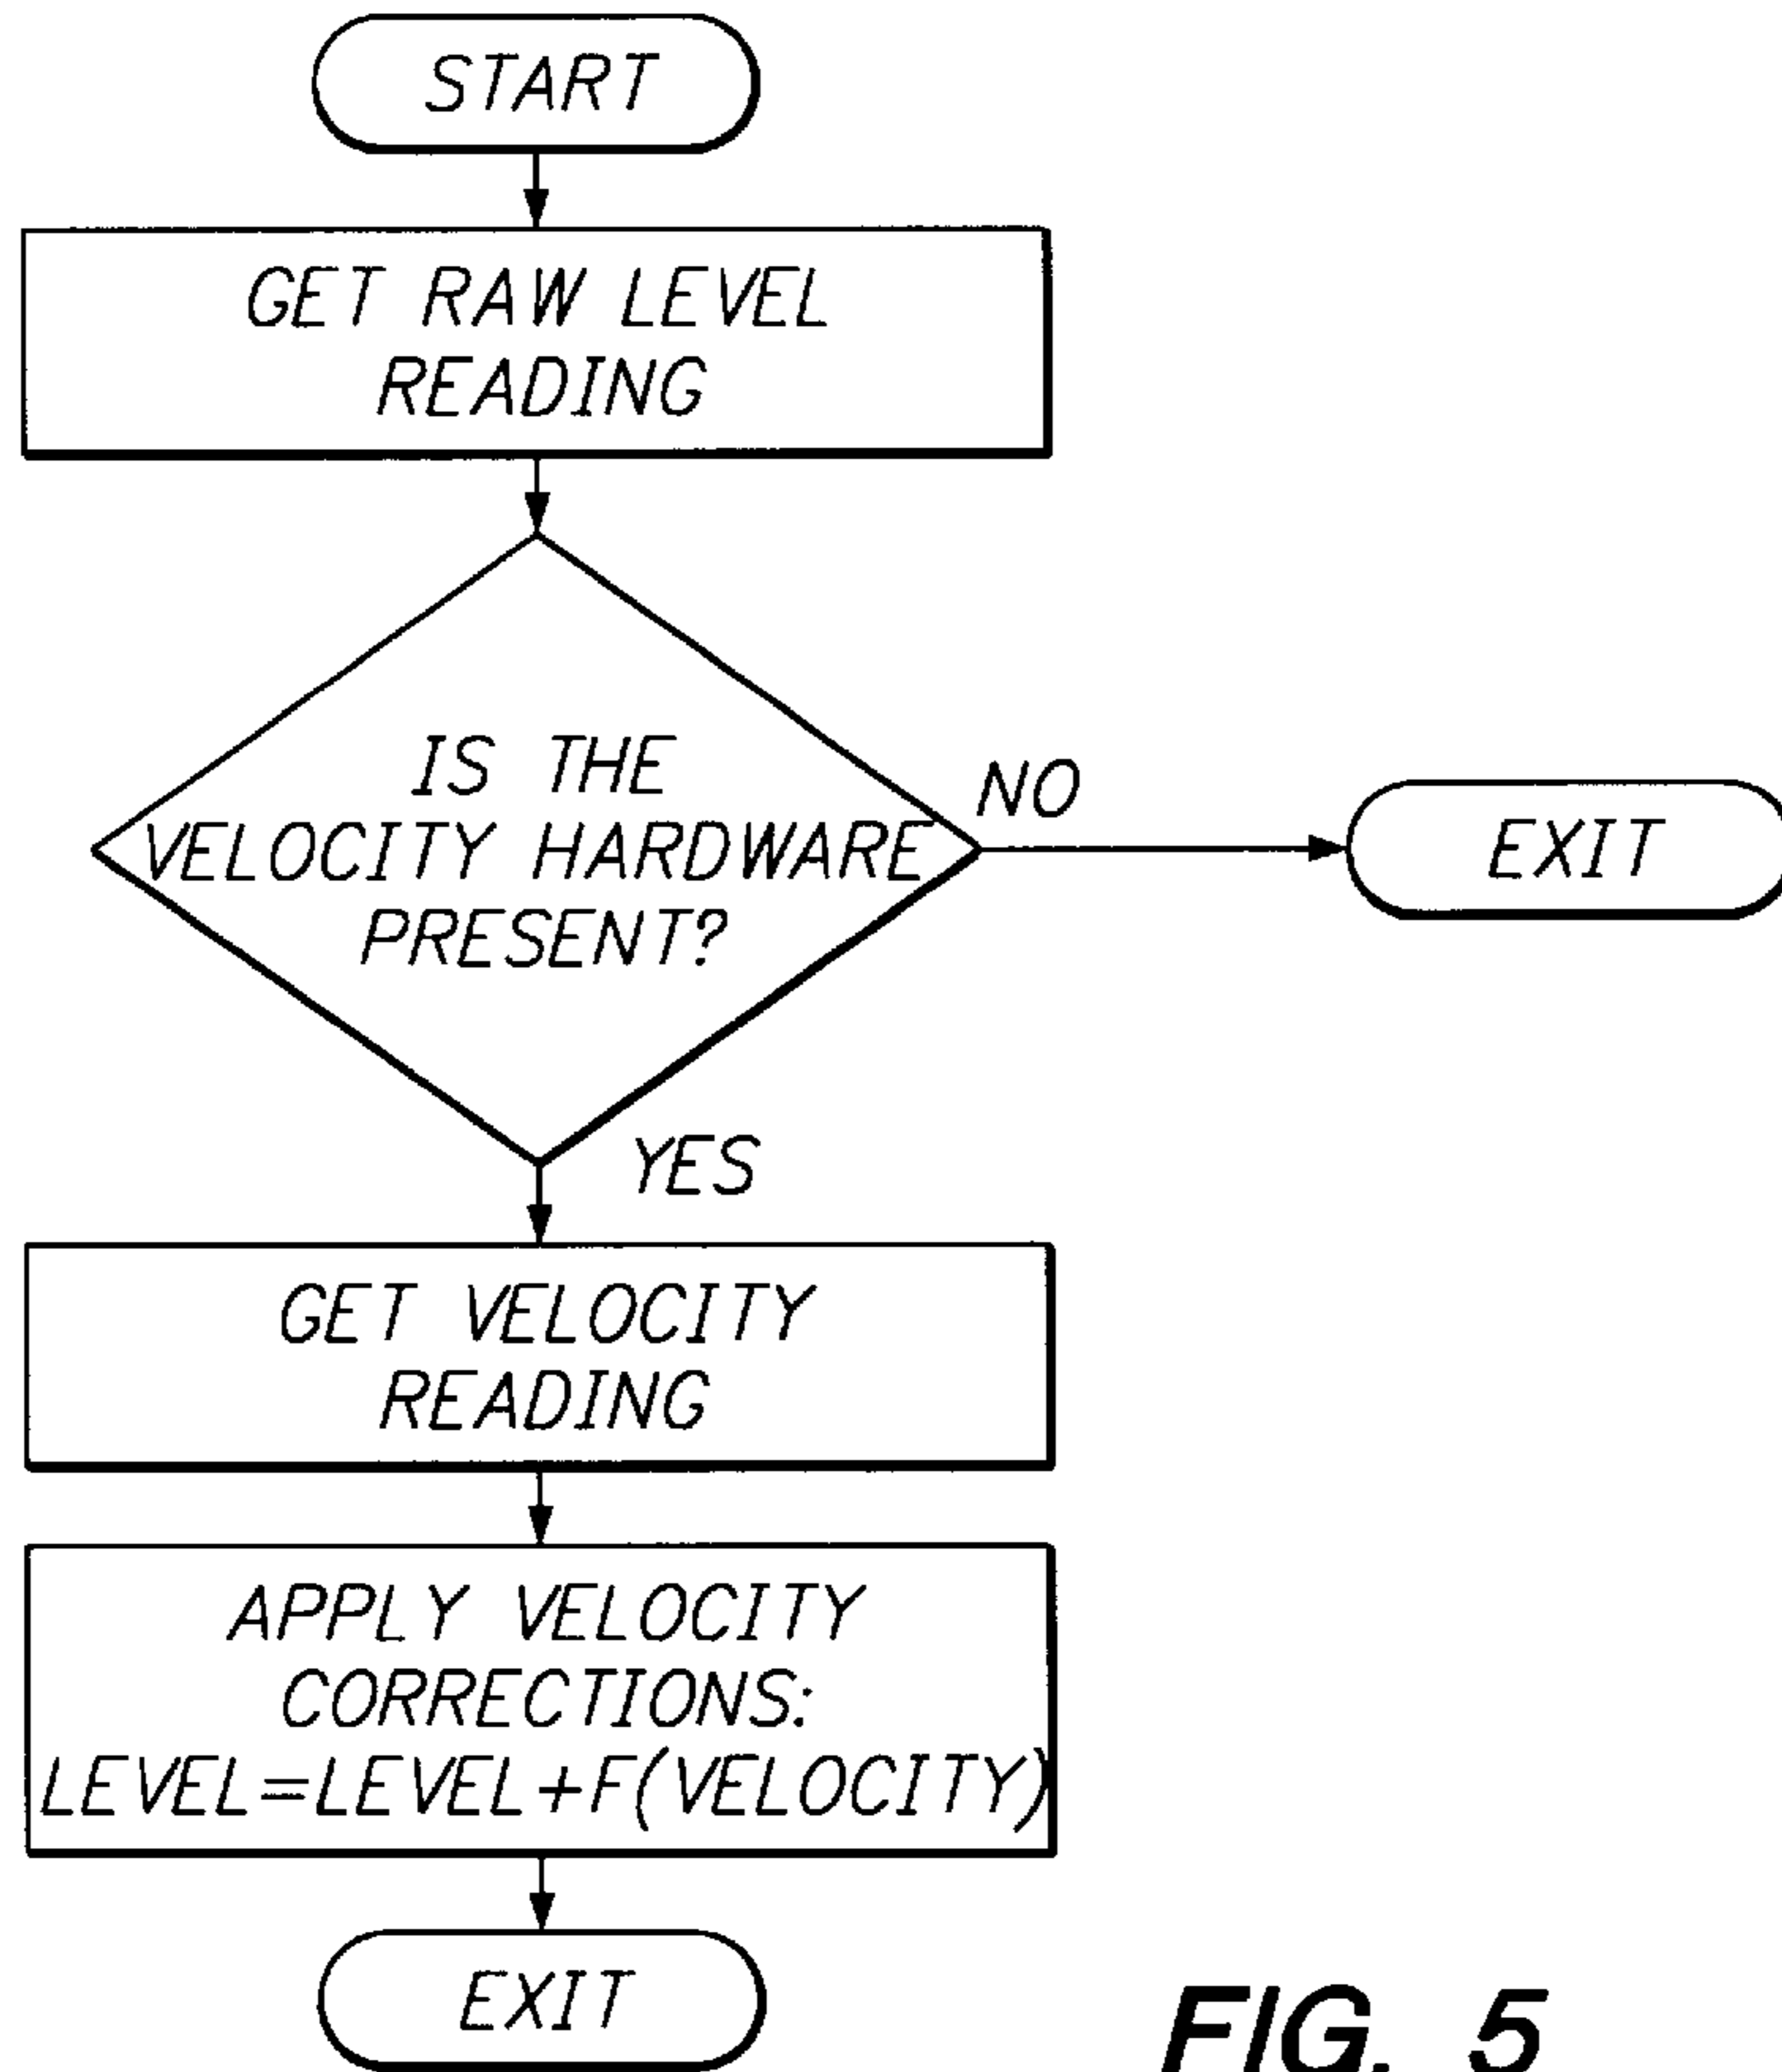 START
GET RAW LEVEL
READING
IS THE
VELOCITY HARDWARE
PRESENT?
NO
EXIT
YES
GET VELOCITY
READING
APPLY VELOCITY
CORRECTIONS:
LEVEL=LEVEL+F(VELOCITY)
EXIT
FIG. 5